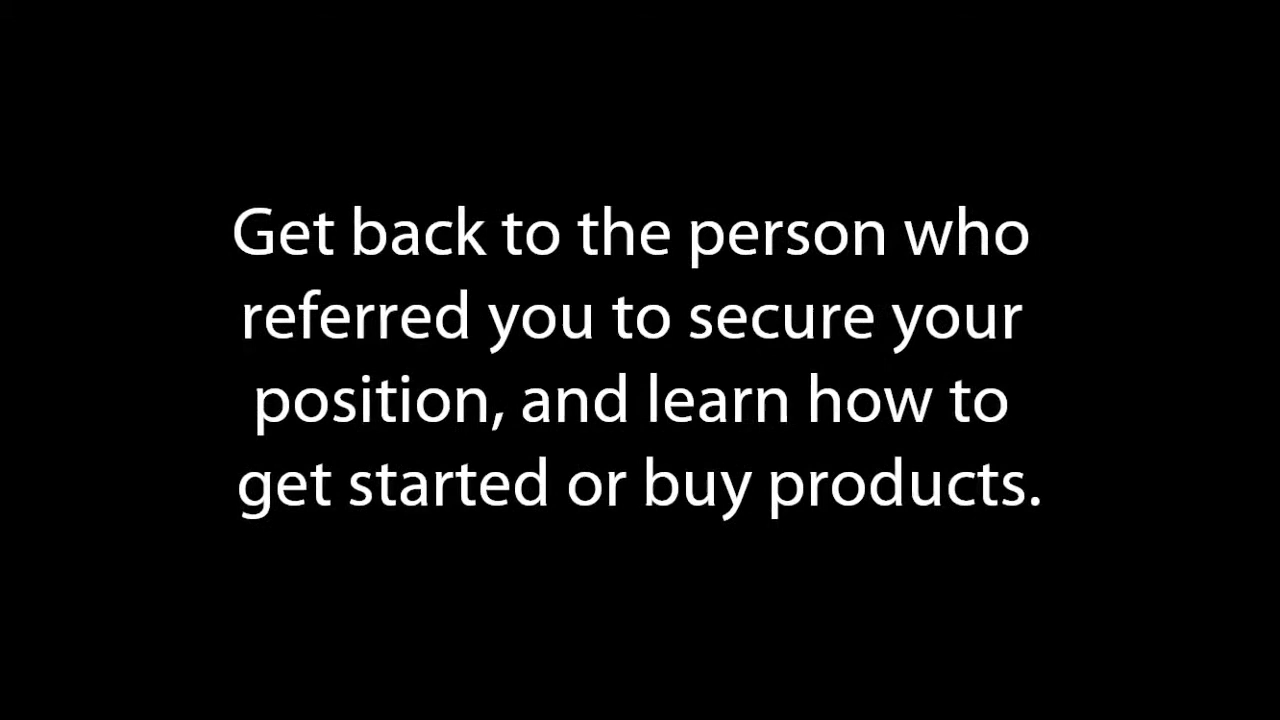 Get back to the person who
referred you to secure your
position, and learn how to
get started or buy products.